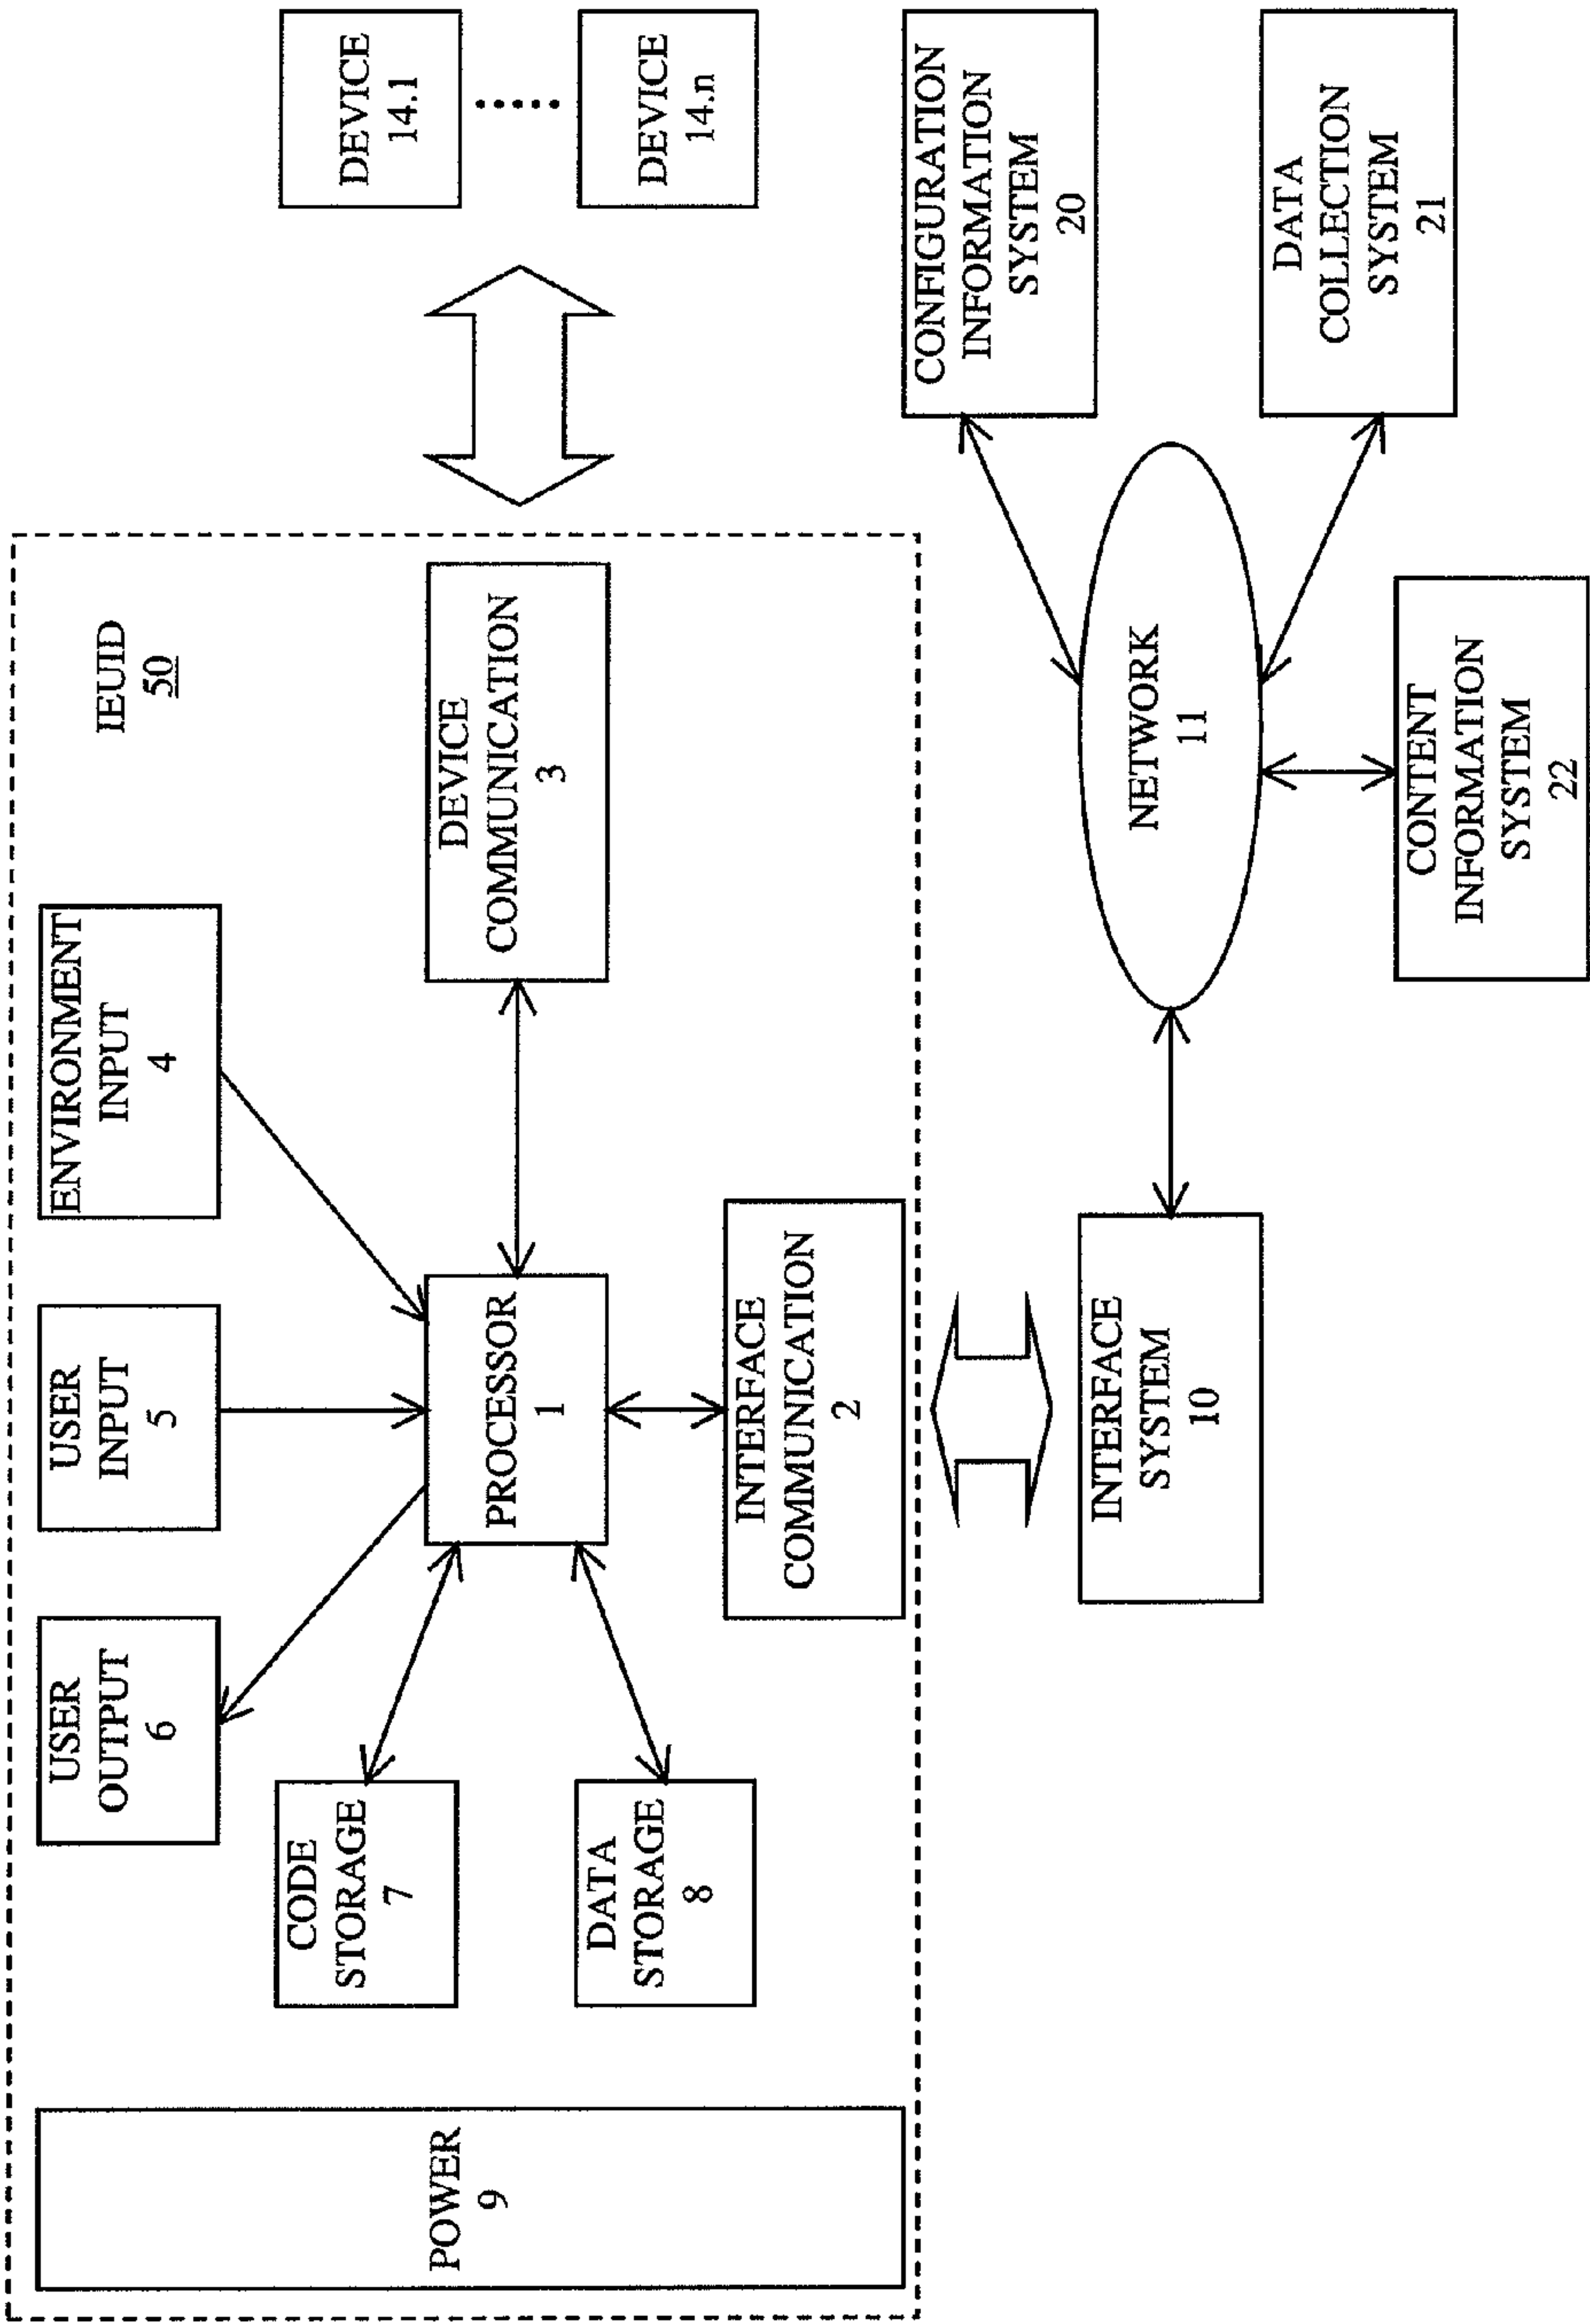 POWER
9
USER
OUTPUT
6
USER
INPUT
5
ENVIRONMENT
INPUT
4
IEUID
50
CODE
STORAGE
7
DATA
STORAGE
8
PROCESSOR
1
DEVICE
COMMUNICATION
3
INTERFACE
COMMUNICATION
2
DEVICE
14.1
DEVICE
14.n
INTERFACE
SYSTEM
10
NETWORK
11
CONFIGURATION
INFORMATION
SYSTEM
20
DATA
COLLECTION
SYSTEM
21
CONTENT
INFORMATION
SYSTEM
22